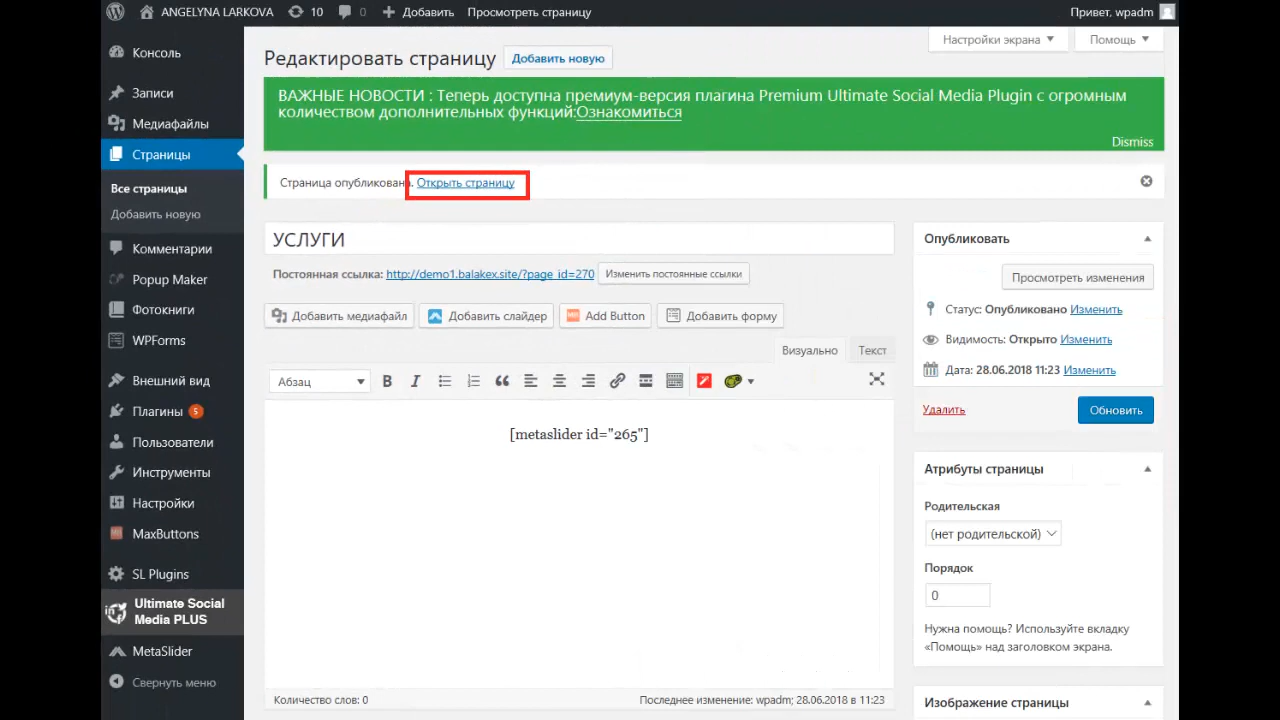 ANGELYNA LARKOVA 10 0 Добавить Просмотреть страницу Привет, wpadm
Настройки экрана Помощь
Консоль
Записи
Медиафайлы
Страницы
Все страницы
Добавить новую
Комментарии
Popup Maker
Фотокниги
WPForms
Внешний вид
Плагины 5
Пользователи
Инструменты
Настройки
MaxButtons
SL Plugins
Ultimate Social
Media PLUS
MetaSlider
Свернуть меню
Редактировать страницу Добавить новую
ВАЖНЫЕ НОВОСТИ : Теперь доступна премиум-версия плагина Premium Ultimate Social Media Plugin с огромным
количеством дополнительных функций:Ознакомиться
Dismiss
Страница опубликована. Открыть страницу
УСЛУГИ
Постоянная ссылка: http://demo1.balakex.site/?page_id=270 Изменить постоянные ссылки
Добавить медиафайл Добавить слайдер Add Button Добавить форму
Визуально Текст
Абзац
[metaslider id="265"]
Количество слов: 0 Последнее изменение: wpadm; 28.06.2018 в 11:23
Опубликовать
Просмотреть изменения
Статус: Опубликовано Изменить
Видимость: Открыто Изменить
Дата: 28.06.2018 11:23 Изменить
Удалить Обновить
Атрибуты страницы
Родительская
(нет родительской)
Порядок
0
Нужна помощь? Используйте вкладку
«Помощь» над заголовком экрана.
Изображение страницы